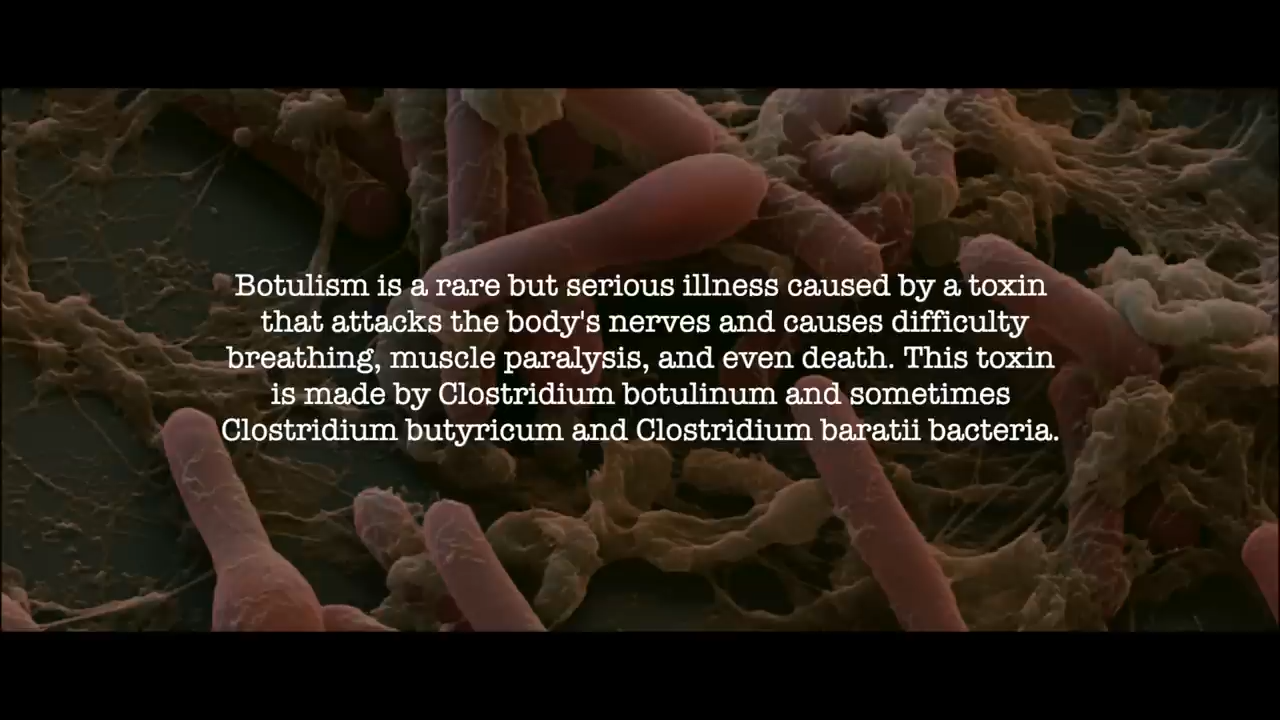 Botulism is a rare but serious illness caused by a toxin
that attacks the body's nerves and causes difficulty
breathing, muscle paralysis, and even death. This toxin
is made by Clostridium botulinum and sometimes
Clostridium butyricum and Clostridium baratii bacteria.